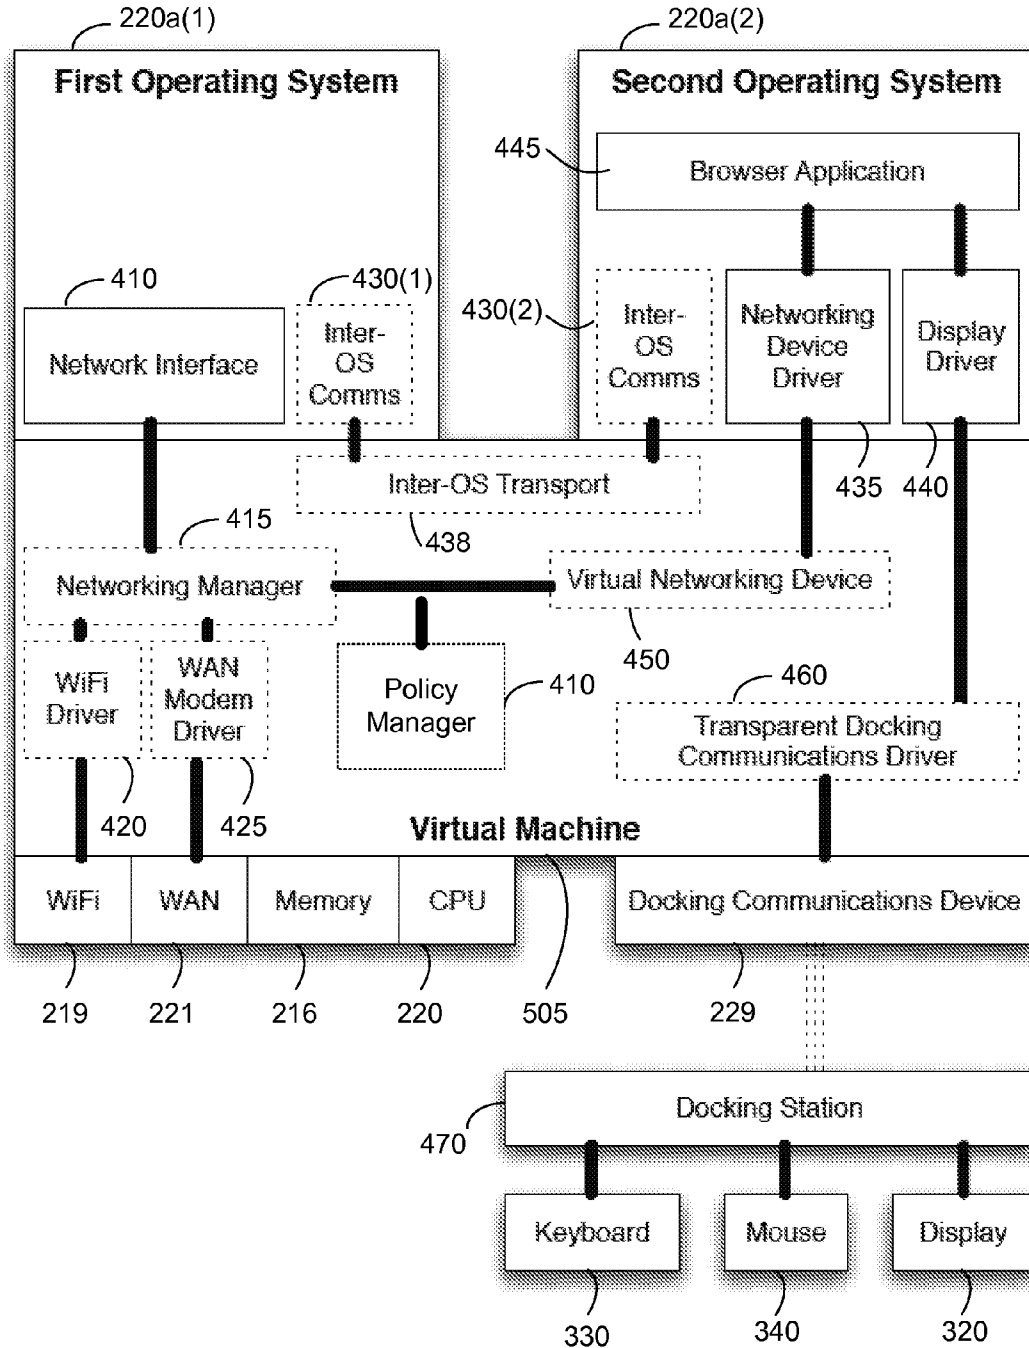 220a(1)
220a(2)
First Operating System
Second Operating System
445
Browser Application
410
430(1)
430(2)
Network Interface
Inter-
OS
Comms
Inter-
OS
Comms
Networking
Device
Driver
Display
Driver
Inter-OS Transport
435
440
415
438
Networking Manager
Virtual Networking Device
450
WiFi
Driver
WAN
Modem
Driver
Policy
Manager
410
460
Transparent Docking
Communications Driver
420
425
Virtual Machine
WiFi
WAN
Memory
CPU
Docking Communications Device
219
221
216
220
505
229
Docking Station
470
Keyboard
Mouse
Display
330
340
320